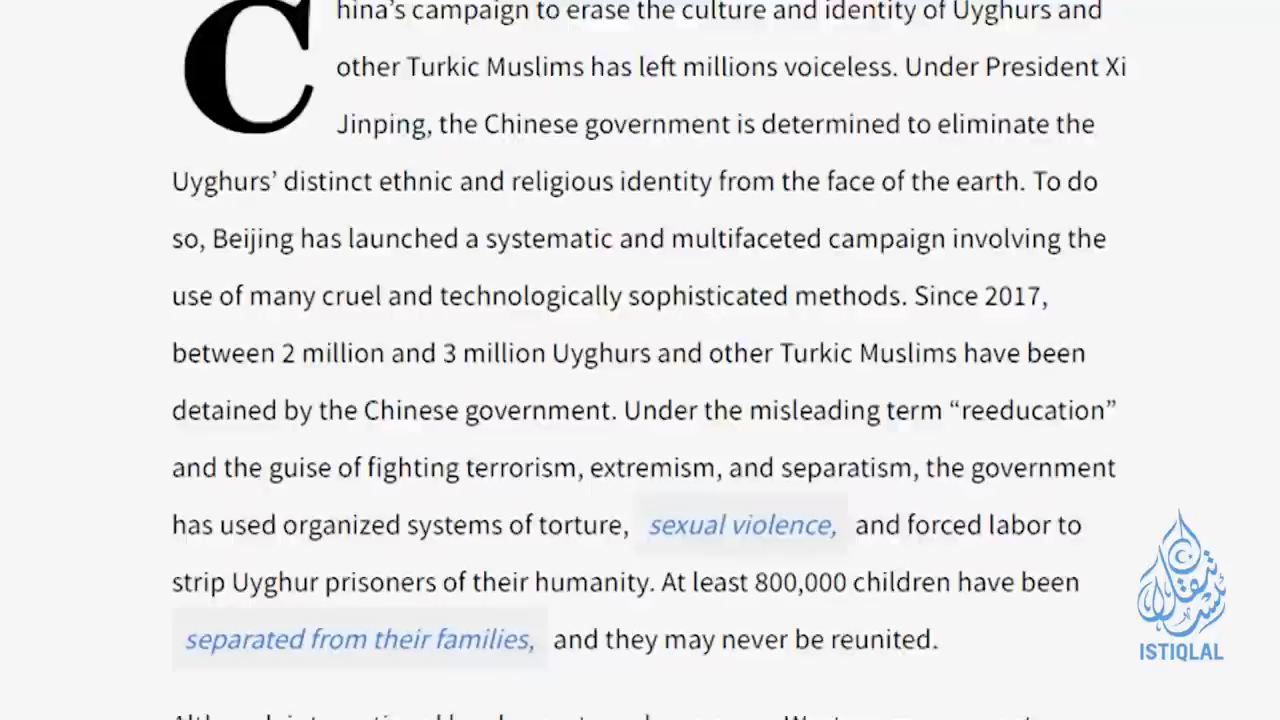 China’s campaign to erase the culture and identity of Uyghurs and
other Turkic Muslims has left millions voiceless. Under President Xi
Jinping, the Chinese government is determined to eliminate the
Uyghurs’ distinct ethnic and religious identity from the face of the earth. To do
so, Beijing has launched a systematic and multifaceted campaign involving the
use of many cruel and technologically sophisticated methods. Since 2017,
between 2 million and 3 million Uyghurs and other Turkic Muslims have been
detained by the Chinese government. Under the misleading term “reeducation”
and the guise of fighting terrorism, extremism, and separatism, the government
has used organized systems of torture, sexual violence, and forced labor to
strip Uyghur prisoners of their humanity. At least 800,000 children have been
separated from their families, and they may never be reunited.
ISTIQLAL